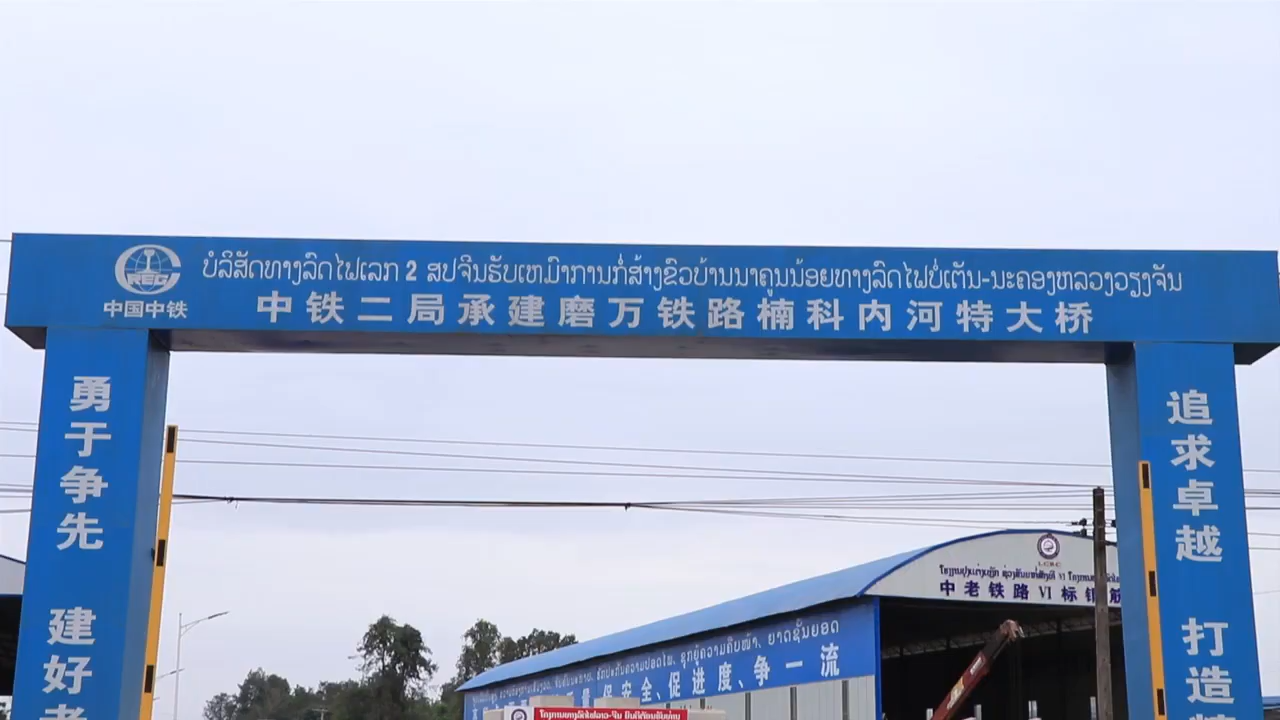 ບໍລິສັດທາງລົດໄຟເລກ 2 ສປຈີນຮັບເຫມົາການກໍ່ສ້າງຂົວບ້ານນາຄູນນ້ອຍທາງລົດໄຟບໍ່ເຕັນ-ນະຄອງຫລວງວຽງຈັນ
CREC
中国中铁
中铁二局承建磨万铁路楠科内河特大桥
勇于争先 建好
追求卓越 打造
中老铁路 VI 标钢筋
保安全、促进度、争一流